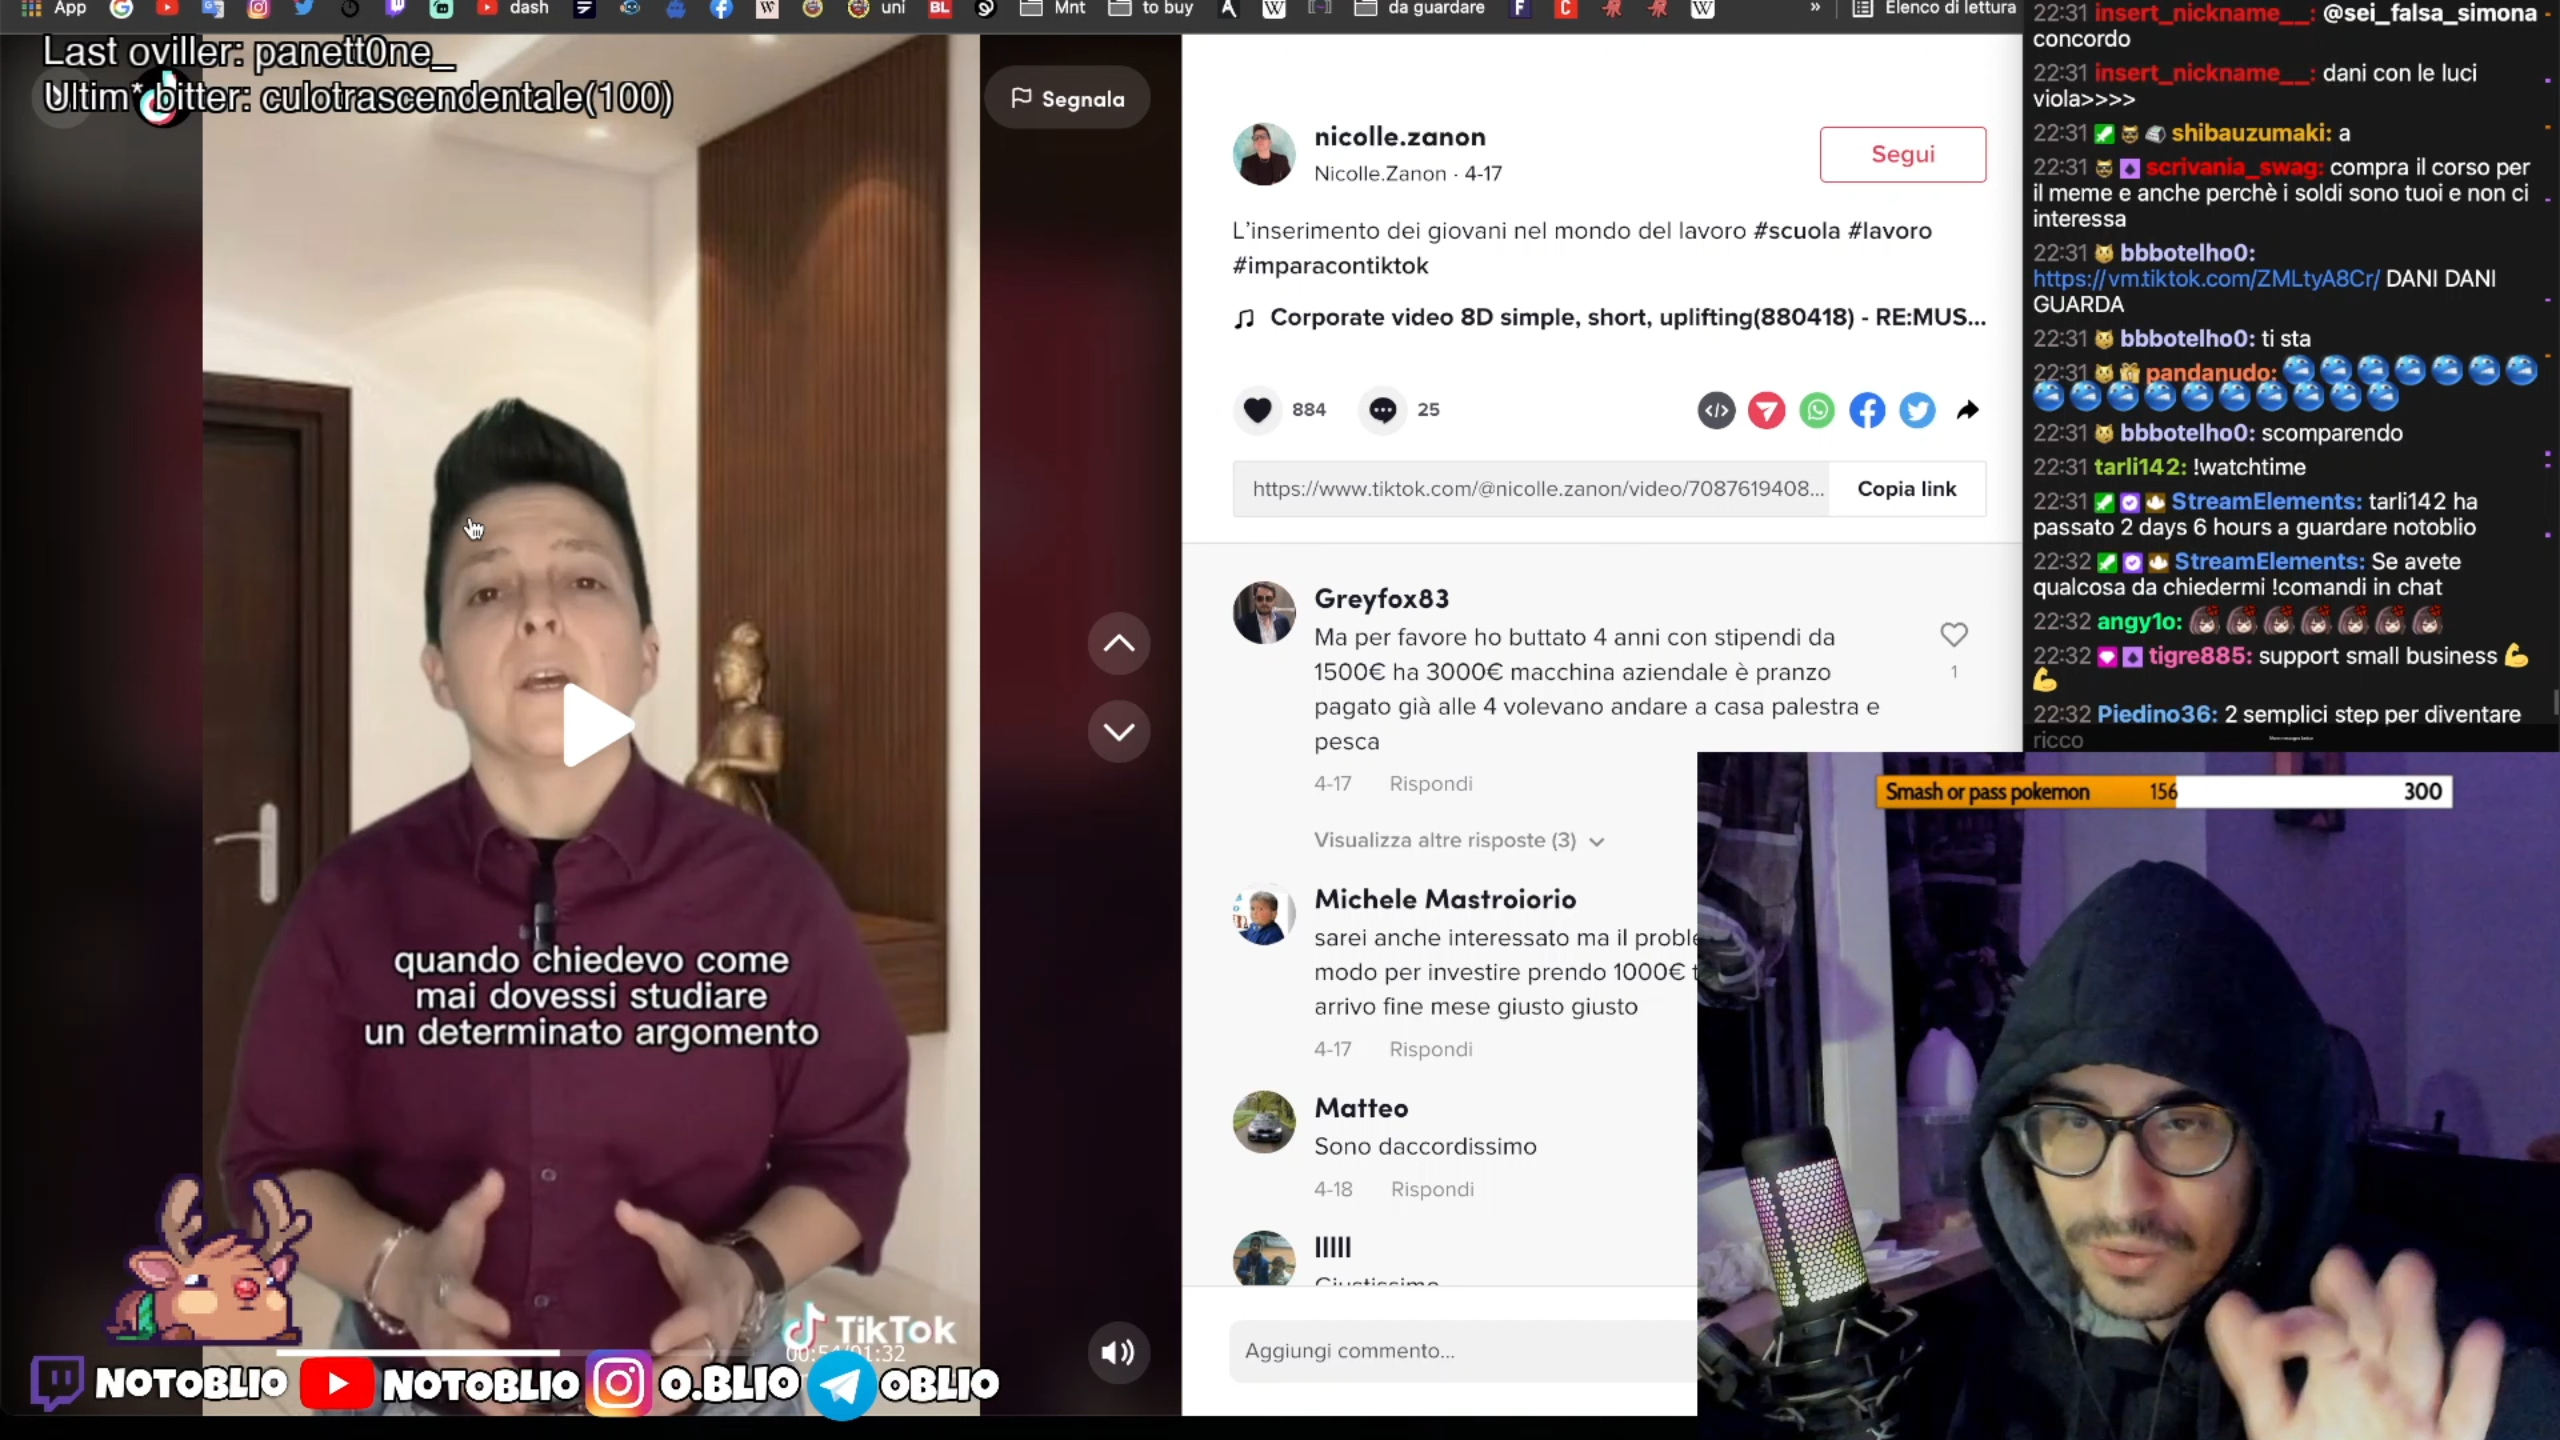 App
dash
uni
BL
Mnt
to buy
A
W
da guardare
F
C
W
»
Elenco di lettura
Last oviller: panett0ne_
Ultim* bitter: culotrascendentale(100)
Segnala
nicolle.zanon
Nicolle.Zanon · 4-17
Segui
L'inserimento dei giovani nel mondo del lavoro #scuola #lavoro
#imparacontiktok
Corporate video 8D simple, short, uplifting(880418) - RE:MUS...
884
25
https://www.tiktok.com/@nicolle.zanon/video/7087619408...
Copia link
Greyfox83
Ma per favore ho buttato 4 anni con stipendi da
1500€ ha 3000€ macchina aziendale è pranzo
pagato già alle 4 volevano andare a casa palestra e
pesca
1
4-17 Rispondi
Visualizza altre risposte (3)
Michele Mastroiorio
sarei anche interessato ma il
modo per investire prendo 1000€
arrivo fine mese giusto giusto
4-17 Rispondi
Matteo
Sono daccordissimo
4-18 Rispondi
lllll
Giustissimo
Aggiungi commento...
quando chiedevo come
mai dovessi studiare
un determinato argomento
TikTok
00:54/01:32
NOTOBLIO
NOTOBLIO
O.BLIO
OBLIO
22:31 insert_nickname__: @sei_falsa_simona
concordo
22:31 insert_nickname__: dani con le luci
viola>>>>
22:31 shibauzumaki: a
22:31 scrivania_swag: compra il corso per
il meme e anche perchè i soldi sono tuoi e non ci
interessa
22:31 bbbotelho0:
https://vm.tiktok.com/ZMLtyA8Cr/ DANI DANI
GUARDA
22:31 bbbotelho0: ti sta
22:31 pandanudo:
22:31 bbbotelho0: scomparendo
22:31 tarli142: !watchtime
22:31 StreamElements: tarli142 ha
passato 2 days 6 hours a guardare notoblio
22:32 StreamElements: Se avete
qualcosa da chiedermi !comandi in chat
22:32 angy1o:
22:32 tigre885: support small business
22:32 Piedino36: 2 semplici step per diventare
ricco
Smash or pass pokemon 156 300